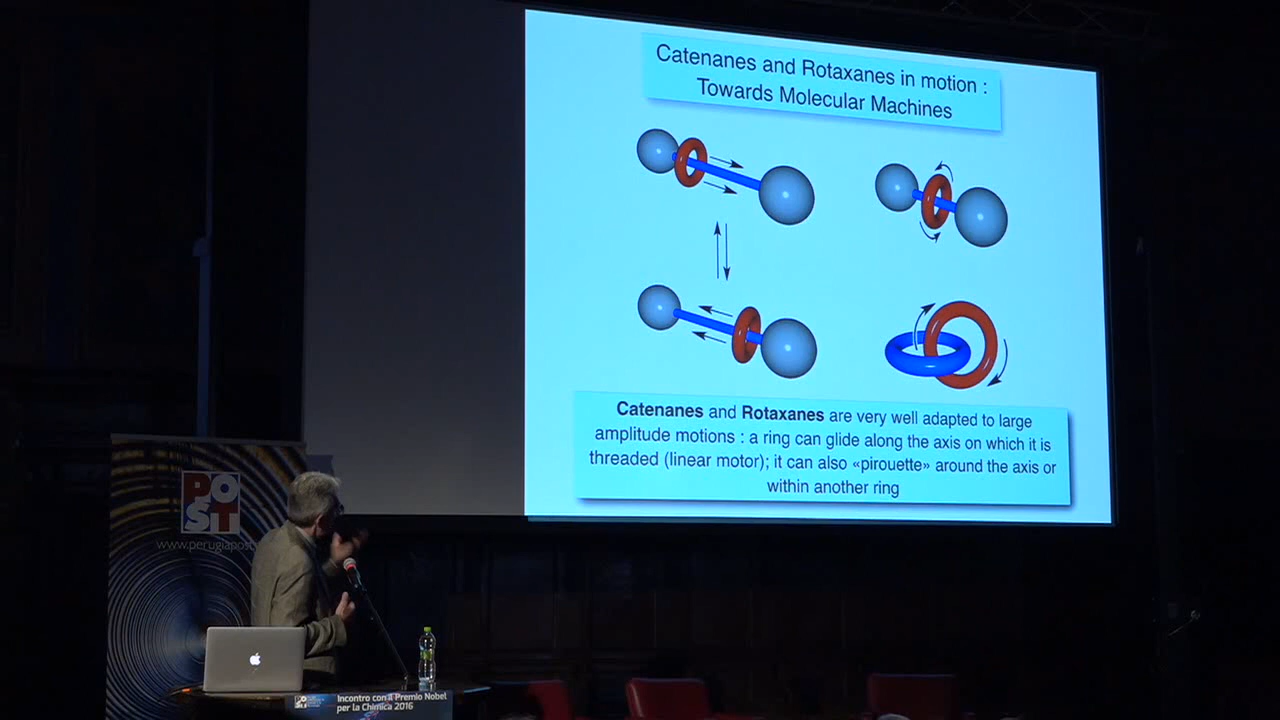 Catenanes and Rotaxanes in motion :
Towards Molecular Machines
Catenanes and Rotaxanes are very well adapted to large
amplitude motions : a ring can glide along the axis on which it is
threaded (linear motor); it can also «pirouette» around the axis or
within another ring
PO
ST
www.perugiapost
POST
Incontro con il Premio Nobel
per la Chimica 2016